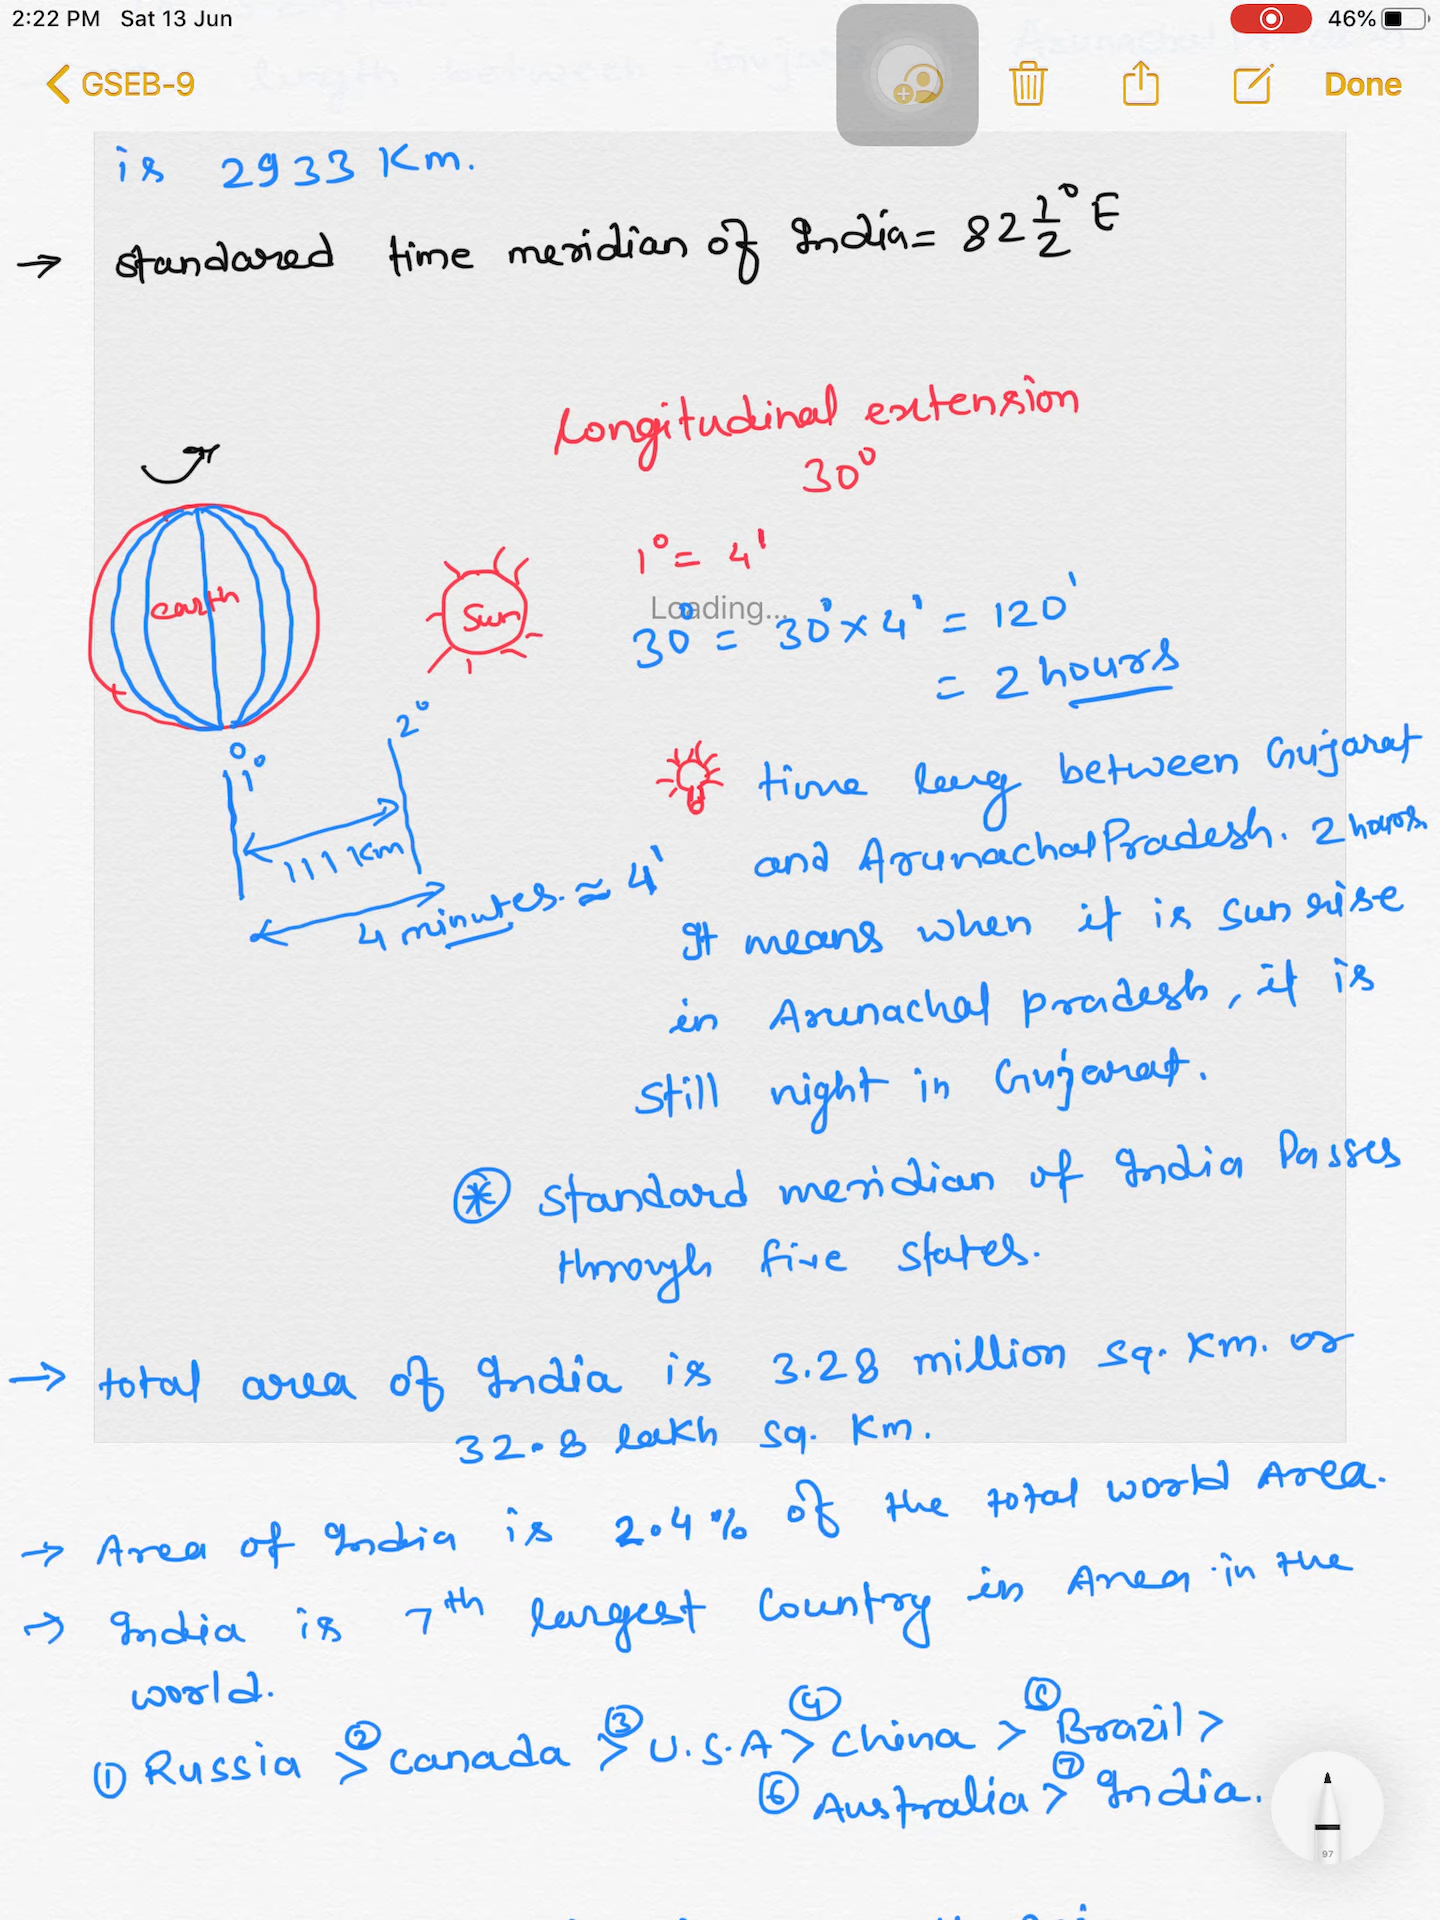 2:22 PM Sat 13 Jun 46%
GSEB-9 Done
is 2933 Km.
→ standared time meridian of India = 82 1/2° E
Longitudinal extension
30°
1° = 4'
Loading...
30° = 30° × 4' = 120'
= 2 hours
earth
Sun
1° 2°
111 Km
4 minutes. ≈ 4'
time leng between Gujarat
and Arunachal Pradesh. 2 hours
It means when it is sun rise
in Arunachal pradesh, it is
still night in Gujarat.
* Standard meridian of India Passes
through five states.
→ total area of India is 3.28 million sq. Km. or
32.8 lakh sq. Km.
→ Area of India is 2.4% of the total world Area.
→ India is 7th largest Country in Area in the
world.
① Russia > ② Canada > ③ U.S.A > ④ China > ⑤ Brazil >
⑥ Australia > ⑦ India.
97